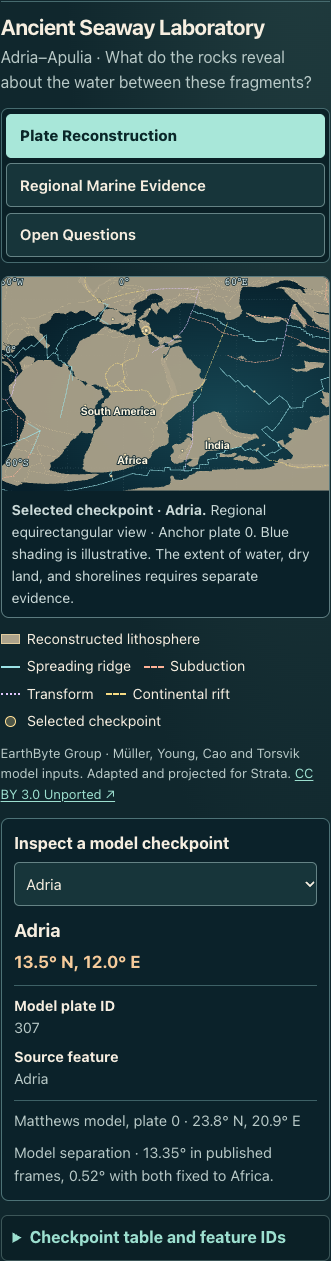 Ancient Seaway Laboratory
Adria–Apulia · What do the rocks reveal
about the water between these fragments?
Plate Reconstruction
Regional Marine Evidence
Open Questions
0°
60°E
0°
60°S
South America
India
Africa
Selected checkpoint · Adria. Regional
equirectangular view · Anchor plate 0. Blue
shading is illustrative. The extent of water, dry
land, and shorelines requires separate
evidence.
Reconstructed lithosphere
Spreading ridge
Subduction
Transform
Continental rift
Selected checkpoint
EarthByte Group · Müller, Young, Cao and Torsvik
model inputs. Adapted and projected for Strata. CC
BY 3.0 Unported ↗
Inspect a model checkpoint
Adria
Adria
13.5° N, 12.0° E
Model plate ID
307
Source feature
Adria
Matthews model, plate 0 · 23.8° N, 20.9° E
Model separation · 13.35° in published
frames, 0.52° with both fixed to Africa.
▶ Checkpoint table and feature IDs